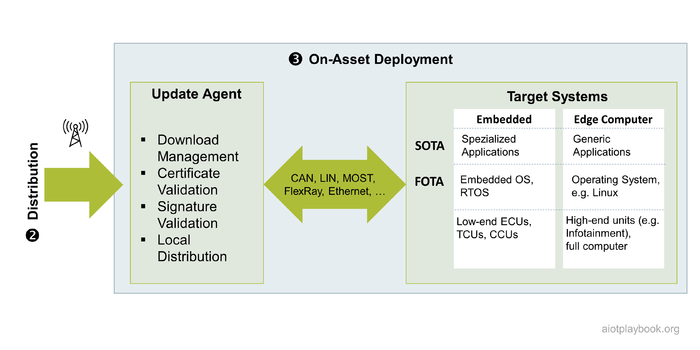 ❸ On-Asset Deployment
❷ Distribution
Update Agent
▪ Download
Management
▪ Certificate
Validation
▪ Signature
Validation
▪ Local
Distribution
CAN, LIN, MOST,
FlexRay, Ethernet, …
Target Systems
Embedded
Edge Computer
SOTA
Spezialized
Applications
Generic
Applications
FOTA
Embedded OS,
RTOS
Operating System,
e.g. Linux
Low-end ECUs,
TCUs, CCUs
High-end units (e.g.
Infotainment),
full computer
aiotplaybook.org